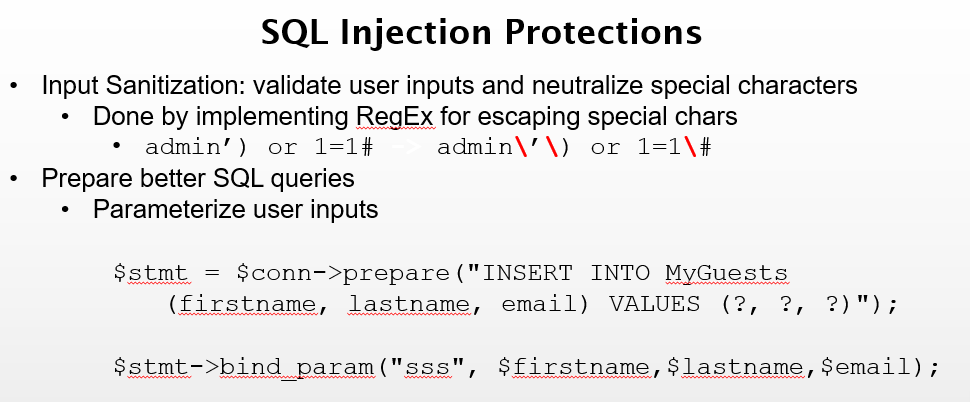 SQL Injection Protections
• Input Sanitization: validate user inputs and neutralize special characters
• Done by implementing RegEx for escaping special chars
• admin’) or 1=1# -> admin\’\) or 1=1\#
• Prepare better SQL queries
• Parameterize user inputs
$stmt = $conn->prepare("INSERT INTO MyGuests
(firstname, lastname, email) VALUES (?, ?, ?)");
$stmt->bind_param("sss", $firstname,$lastname,$email);